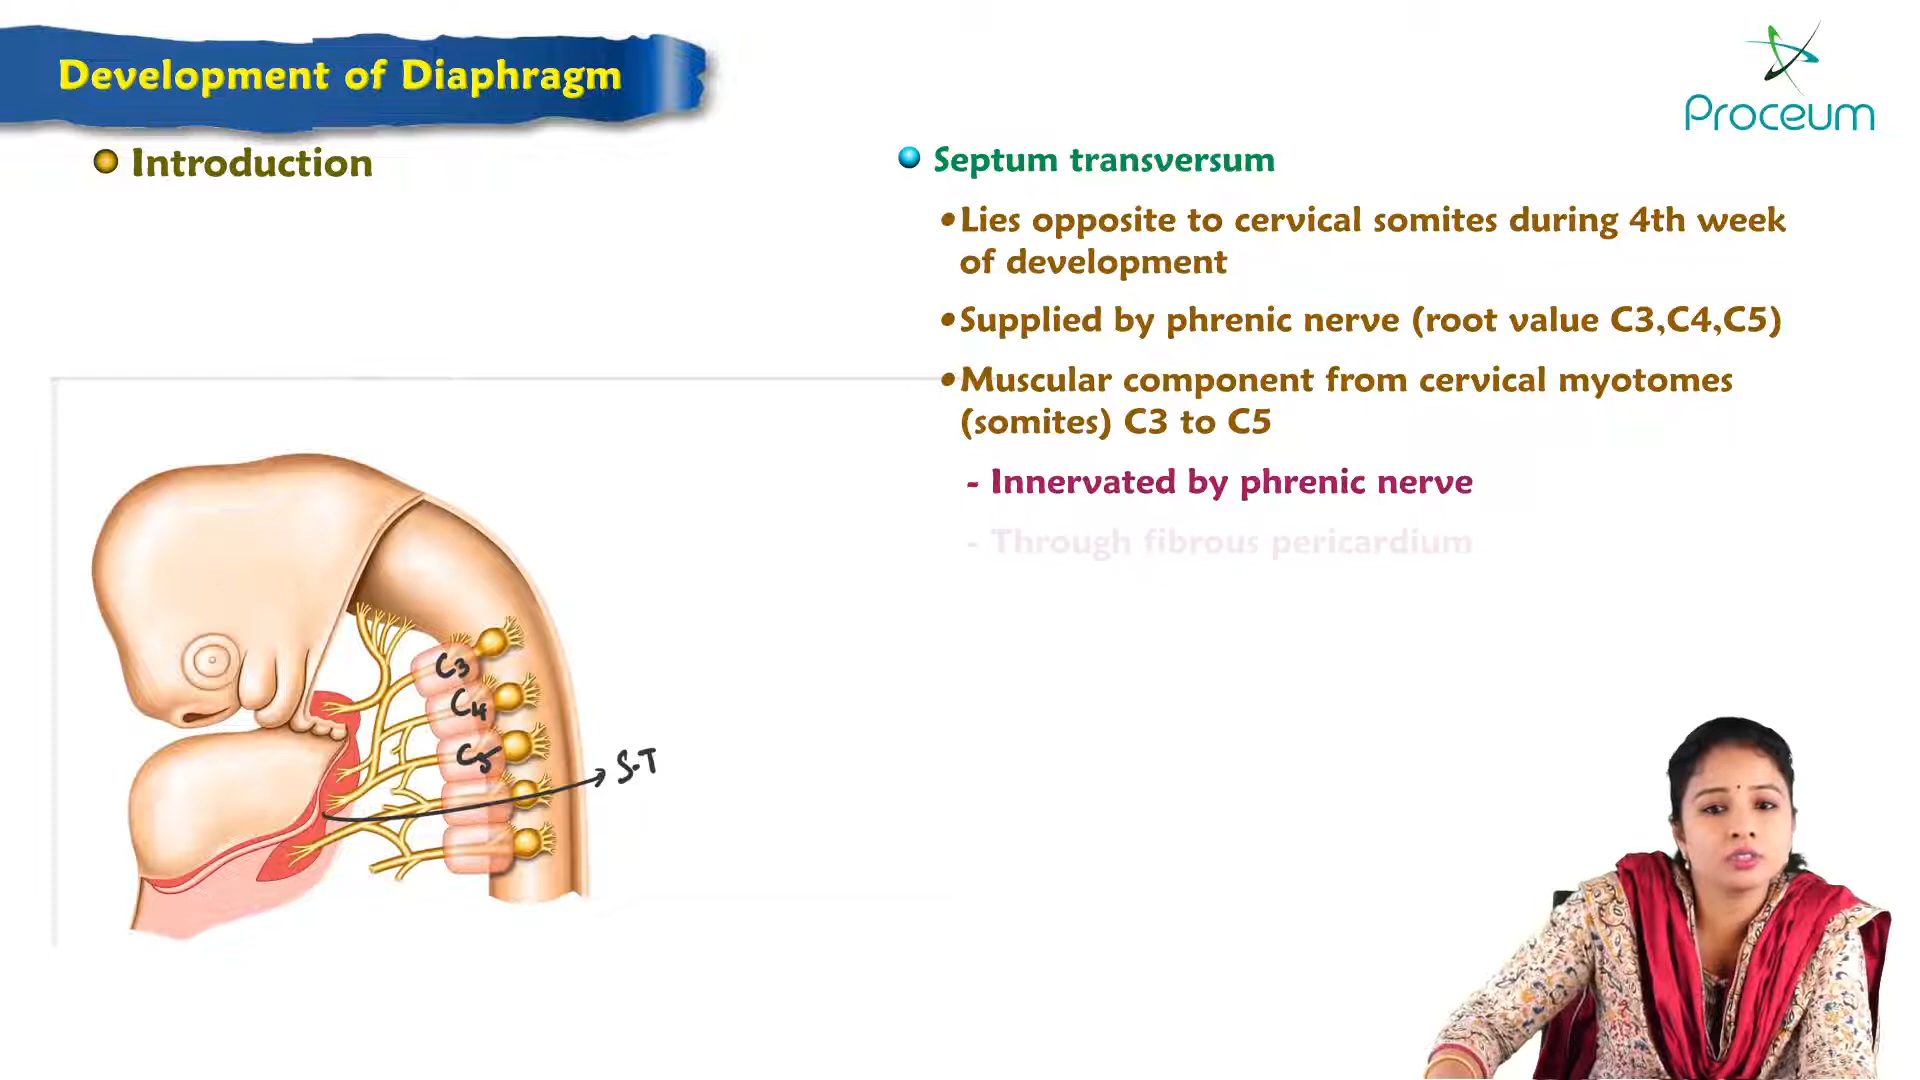 Development of Diaphragm
Proceum
Introduction
Septum transversum
•Lies opposite to cervical somites during 4th week
of development
•Supplied by phrenic nerve (root value C3,C4,C5)
•Muscular component from cervical myotomes
(somites) C3 to C5
- Innervated by phrenic nerve
- Through fibrous pericardium
C3
C4
C5
S.T